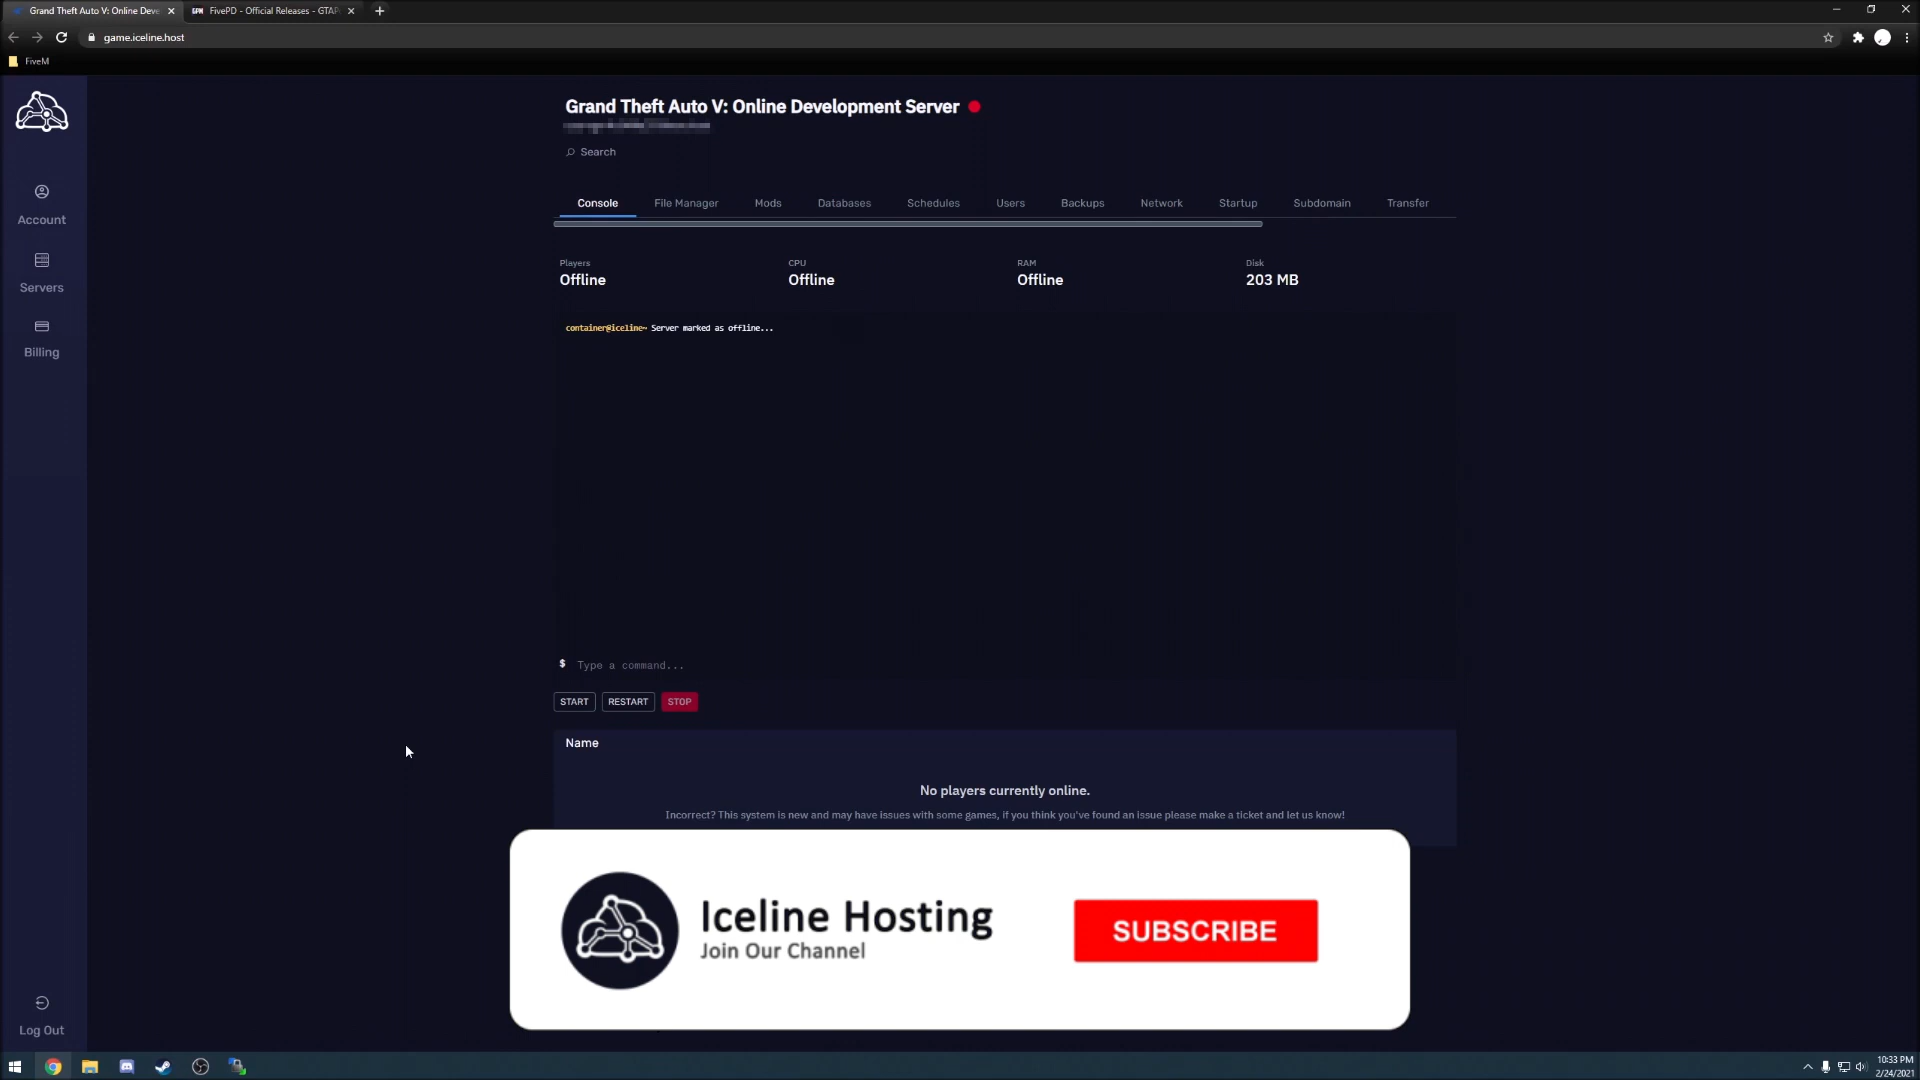 Grand Theft Auto V: Online Deve
FivePD - Official Releases - GTAP
game.iceline.host
FiveM
Grand Theft Auto V: Online Development Server
Search
Console File Manager Mods Databases Schedules Users Backups Network Startup Subdomain Transfer
Account
Servers
Billing
Players CPU RAM Disk
Offline Offline Offline 203 MB
container@iceline~ Server marked as offline...
$ Type a command...
START RESTART STOP
Name
No players currently online.
Incorrect? This system is new and may have issues with some games, if you think you've found an issue please make a ticket and let us know!
Iceline Hosting
Join Our Channel
SUBSCRIBE
Log Out
10:33 PM
2/24/2021